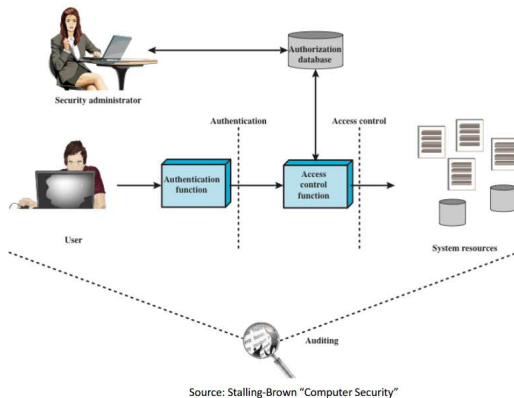 Authorization
database
Security administrator
Authentication
Access control
Authentication
function
Access
control
function
User
System resources
Auditing
Source: Stalling-Brown “Computer Security”